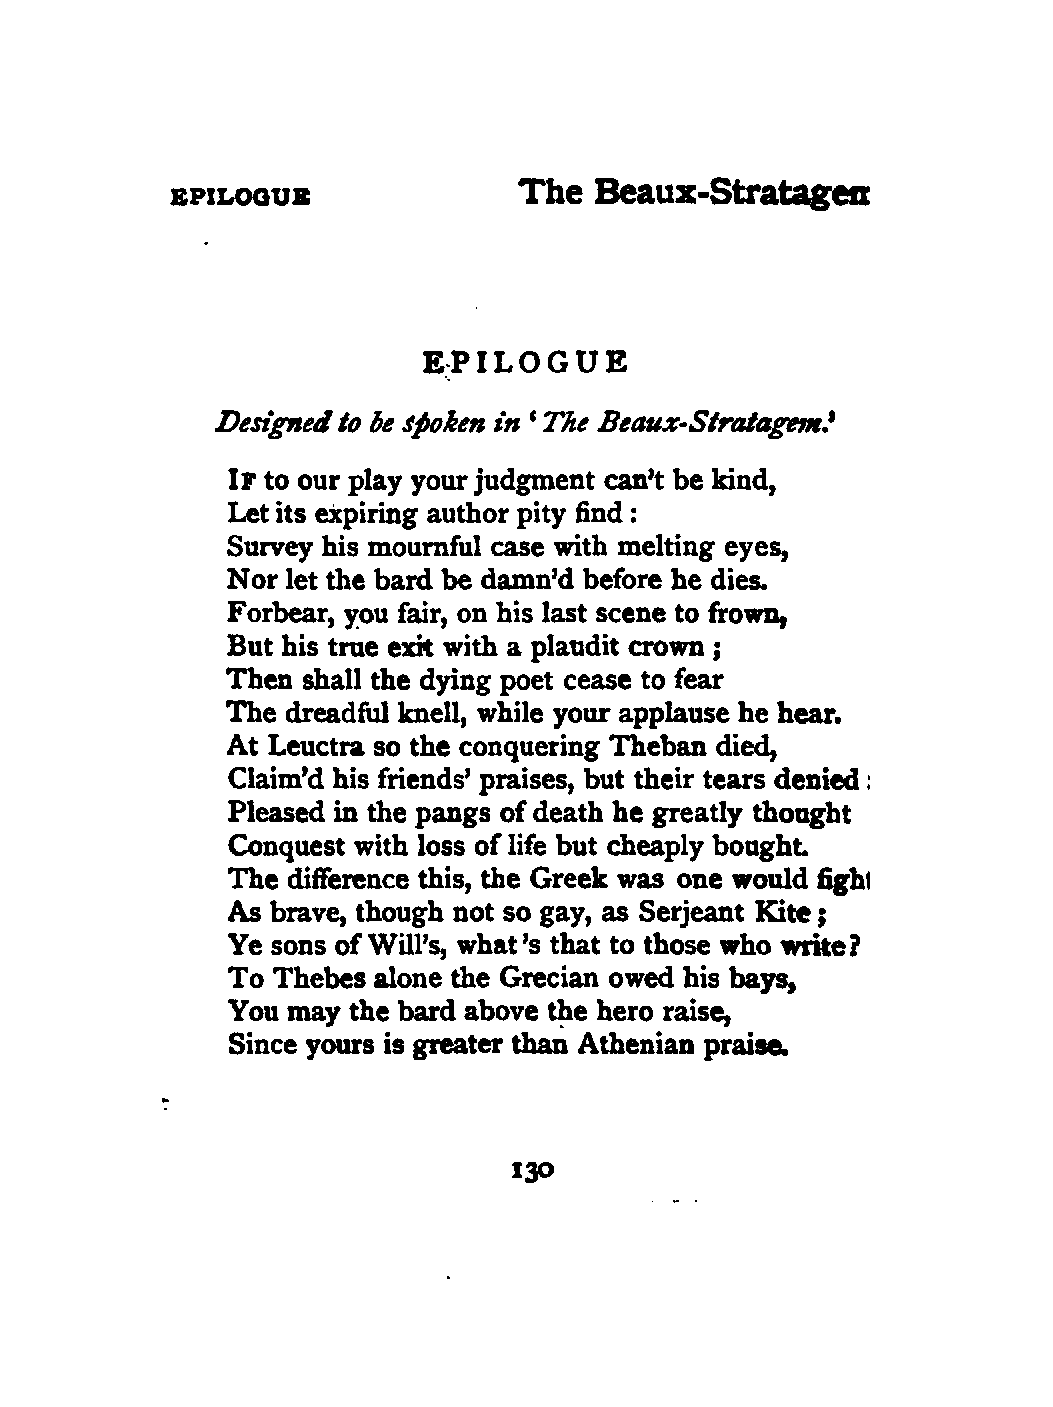 EPILOGUE The Beaux-Stratagem
EPILOGUE
Designed to be spoken in ‘The Beaux-Stratagem.’
IF to our play your judgment can't be kind,
Let its expiring author pity find :
Survey his mournful case with melting eyes,
Nor let the bard be damn'd before he dies.
Forbear, you fair, on his last scene to frown,
But his true exit with a plaudit crown ;
Then shall the dying poet cease to fear
The dreadful knell, while your applause he hear.
At Leuctra so the conquering Theban died,
Claim'd his friends' praises, but their tears denied :
Pleased in the pangs of death he greatly thought
Conquest with loss of life but cheaply bought.
The difference this, the Greek was one would fight
As brave, though not so gay, as Serjeant Kite ;
Ye sons of Will's, what 's that to those who write?
To Thebes alone the Grecian owed his bays,
You may the bard above the hero raise,
Since yours is greater than Athenian praise.
130